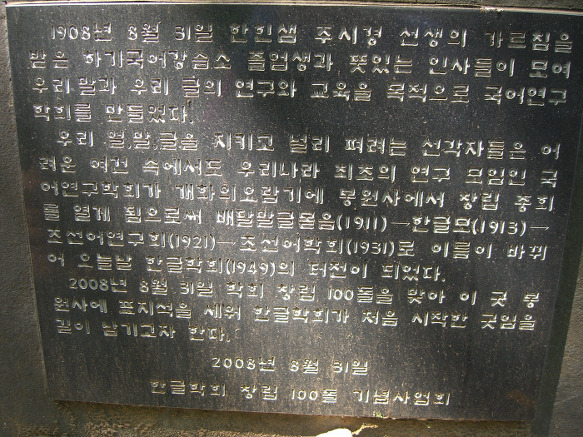 1908년 8월 31일 한힌샘 주시경 선생의 가르침을
받은 하기국어강습소 졸업생과 뜻있는 인사들이 모여
우리 말과 우리 글의 연구와 교육을 목적으로 국어연구
학회를 만들었다.
우리 얼.말.글을 지키고 널리 펴려는 선각자들은 어
려운 여건 속에서도 우리나라 최초의 연구 모임인 국
어연구학회가 개화의요람기에 봉원사에서 창립 총회
를 열게 됨으로써 배달말글몯음(1911)→한글모(1913)→
조선어연구회(1921)→조선어학회(1931)로 이름이 바뀌
어 오늘날 한글학회(1949)의 터전이 되었다.
2008년 8월 31일 학회 창립 100돌을 맞아 이 곳 봉
원사에 표지석을 세워 한글학회가 처음 시작한 곳임을
길이 남기고자 한다.
2008년 8월 31일
한글학회 창립 100돌 기념사업회